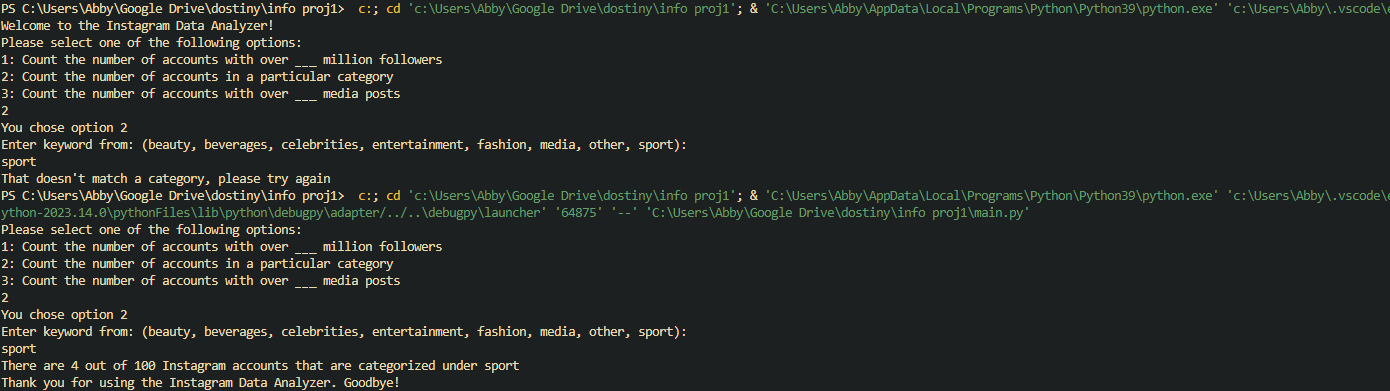 PS C:\Users\Abby\Google Drive\dostiny\info proj1>  c:; cd 'c:\Users\Abby\Google Drive\dostiny\info proj1'; & 'C:\Users\Abby\AppData\Local\Programs\Python\Python39\python.exe' 'c:\Users\Abby\.vscode\e
Welcome to the Instagram Data Analyzer!
Please select one of the following options:
1: Count the number of accounts with over ___ million followers
2: Count the number of accounts in a particular category
3: Count the number of accounts with over ___ media posts
2
You chose option 2
Enter keyword from: (beauty, beverages, celebrities, entertainment, fashion, media, other, sport):
sport
That doesn't match a category, please try again
PS C:\Users\Abby\Google Drive\dostiny\info proj1>  c:; cd 'c:\Users\Abby\Google Drive\dostiny\info proj1'; & 'C:\Users\Abby\AppData\Local\Programs\Python\Python39\python.exe' 'c:\Users\Abby\.vscode\e
ython-2023.14.0\pythonFiles\lib\python\debugpy\adapter/../..\debugpy\launcher' '64875' '--' 'C:\Users\Abby\Google Drive\dostiny\info proj1\main.py'
Please select one of the following options:
1: Count the number of accounts with over ___ million followers
2: Count the number of accounts in a particular category
3: Count the number of accounts with over ___ media posts
2
You chose option 2
Enter keyword from: (beauty, beverages, celebrities, entertainment, fashion, media, other, sport):
sport
There are 4 out of 100 Instagram accounts that are categorized under sport
Thank you for using the Instagram Data Analyzer. Goodbye!